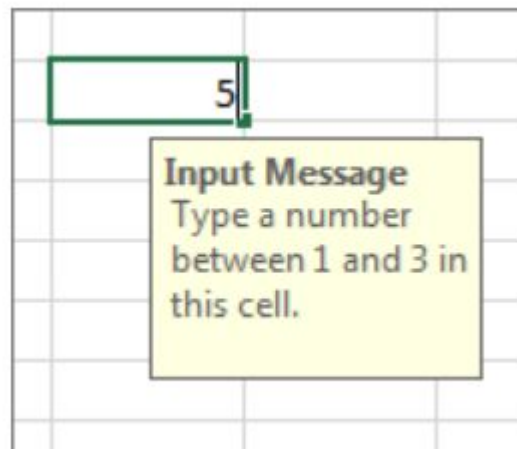 5
Input Message
Type a number
between 1 and 3 in
this cell.